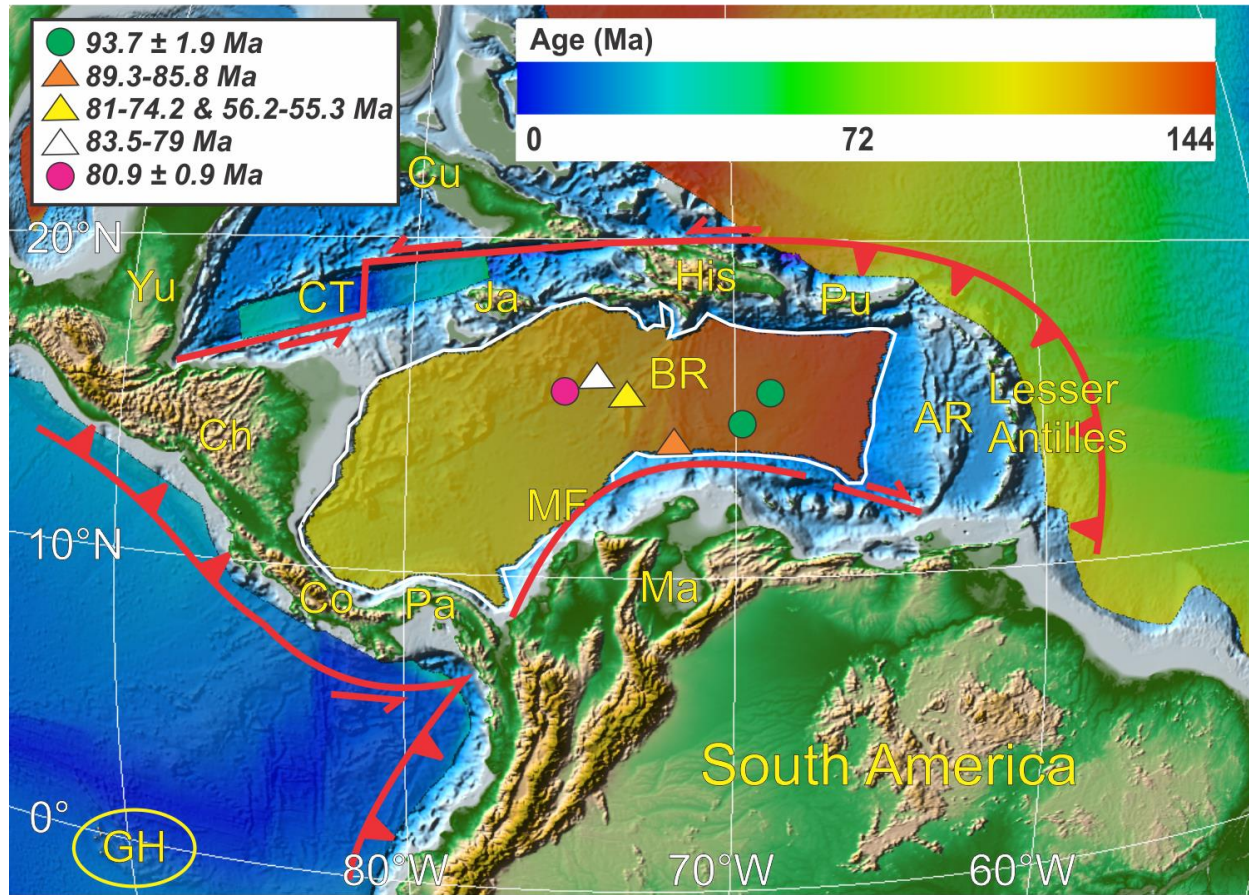 93.7 ± 1.9 Ma
89.3-85.8 Ma
81-74.2 & 56.2-55.3 Ma
83.5-79 Ma
80.9 ± 0.9 Ma
Age (Ma)
0 72 144
Cu
20°N
Yu
CT
Ja
His
Pu
BR
Lesser
Antilles
AR
Ch
MF
10°N
Co
Pa
Ma
South America
0°
GH
80°W
70°W
60°W